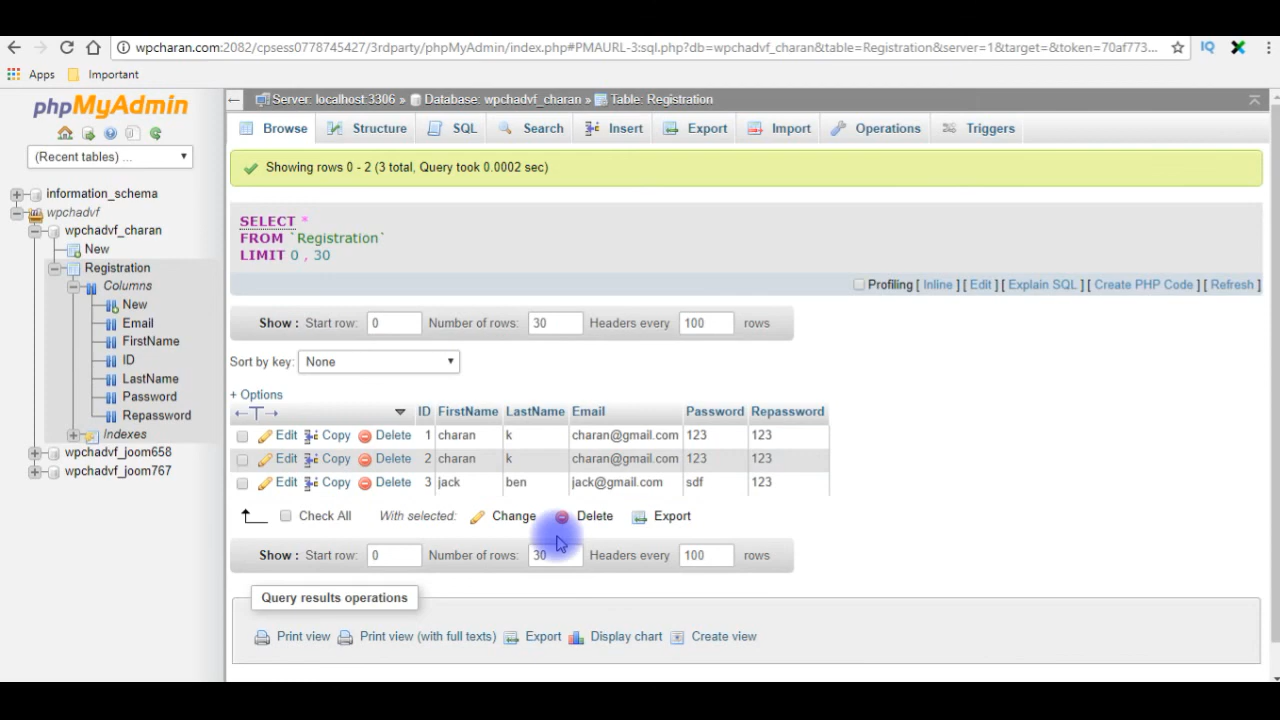 wpcharan.com:2082/cpsess0778745427/3rdparty/phpMyAdmin/index.php#PMAURL-3:sql.php?db=wpchadvf_charan&table=Registration&server=1&target=&token=70af773...
IQ
Apps Important
phpMyAdmin
(Recent tables) ...
information_schema
wpchadvf
wpchadvf_charan
New
Registration
Columns
New
Email
FirstName
ID
LastName
Password
Repassword
Indexes
wpchadvf_joom658
wpchadvf_joom767
Server: localhost:3306 » Database: wpchadvf_charan » Table: Registration
Browse Structure SQL Search Insert Export Import Operations Triggers
Showing rows 0 - 2 (3 total, Query took 0.0002 sec)
SELECT *
FROM `Registration`
LIMIT 0 , 30
Profiling [ Inline ] [ Edit ] [ Explain SQL ] [ Create PHP Code ] [ Refresh ]
Show : Start row: 0 Number of rows: 30 Headers every 100 rows
Sort by key: None
+ Options
←T→ ID FirstName LastName Email Password Repassword
Edit Copy Delete 1 charan k charan@gmail.com 123 123
Edit Copy Delete 2 charan k charan@gmail.com 123 123
Edit Copy Delete 3 jack ben jack@gmail.com sdf 123
Check All With selected: Change Delete Export
Show : Start row: 0 Number of rows: 30 Headers every 100 rows
Query results operations
Print view Print view (with full texts) Export Display chart Create view